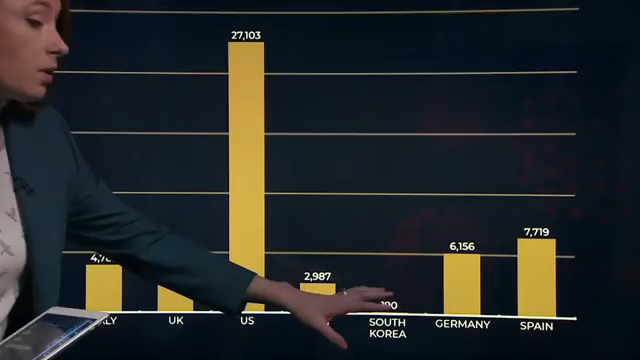 27,103
7,719
6,156
2,987
UK
US
SOUTH
KOREA
GERMANY
SPAIN